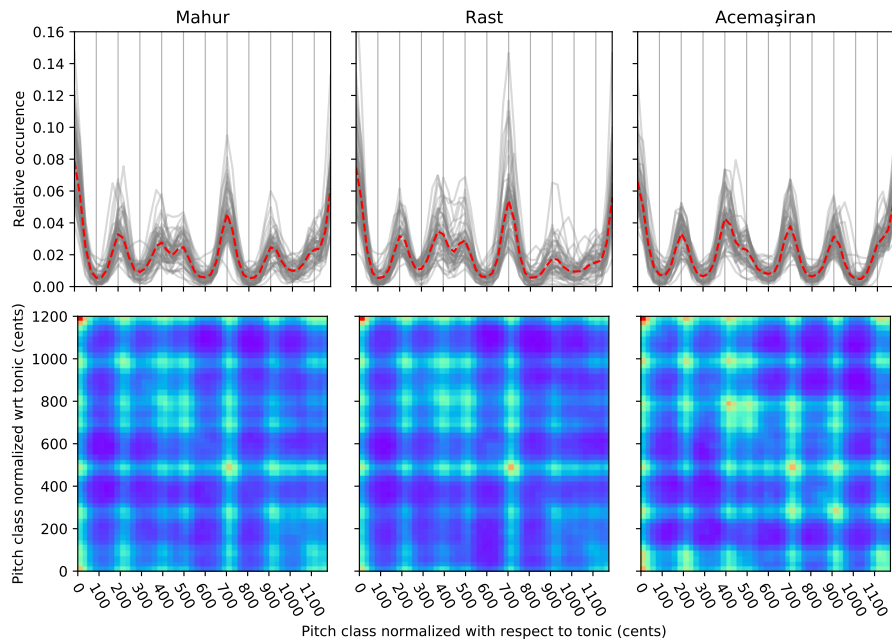 Mahur Rast Acemaşiran
Relative occurence
0.16
0.14
0.12
0.10
0.08
0.06
0.04
0.02
0.00
Pitch class normalized wrt tonic (cents)
1200
1000
800
600
400
200
0
0 100 200 300 400 500 600 700 800 900 1000 1100
0 100 200 300 400 500 600 700 800 900 1000 1100
0 100 200 300 400 500 600 700 800 900 1000 1100
Pitch class normalized with respect to tonic (cents)